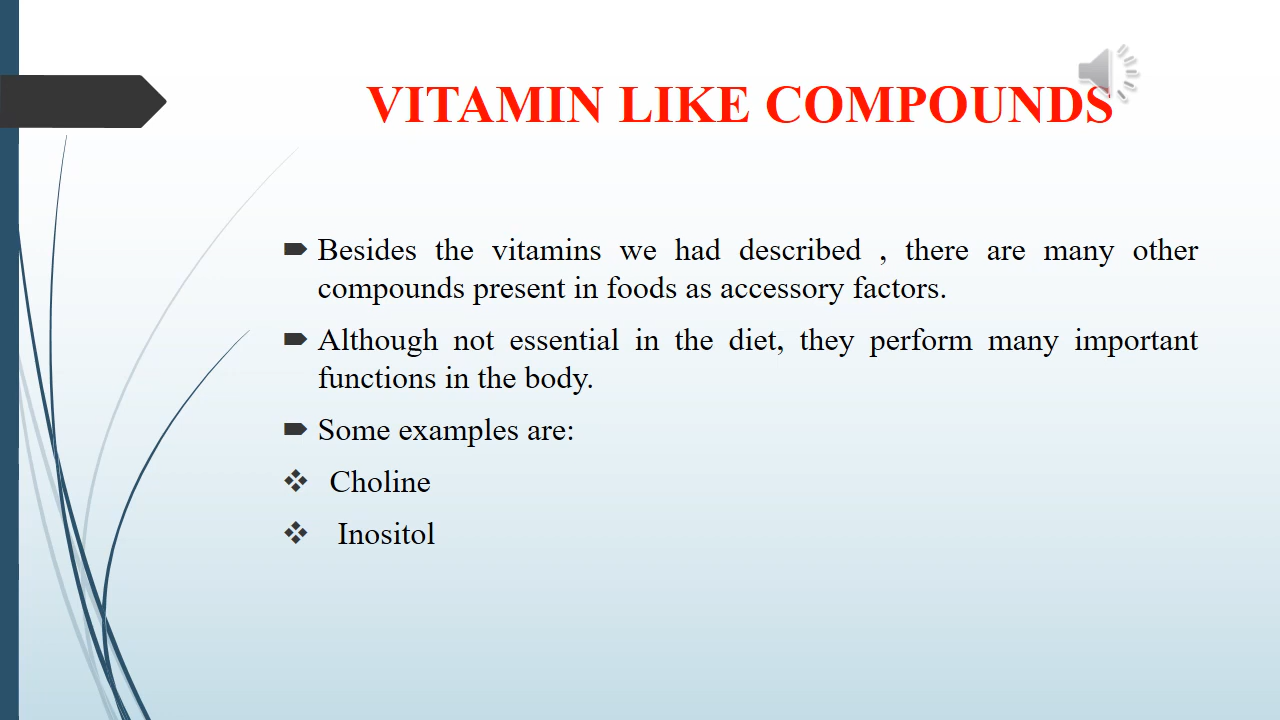 VITAMIN LIKE COMPOUNDS
Besides the vitamins we had described , there are many other
compounds present in foods as accessory factors.
Although not essential in the diet, they perform many important
functions in the body.
Some examples are:
Choline
Inositol